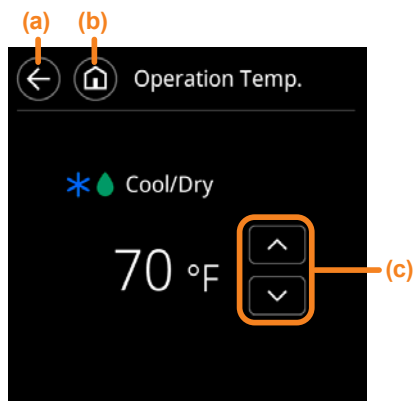 (a) (b)
Operation Temp.
Cool/Dry
70 °F
(c)